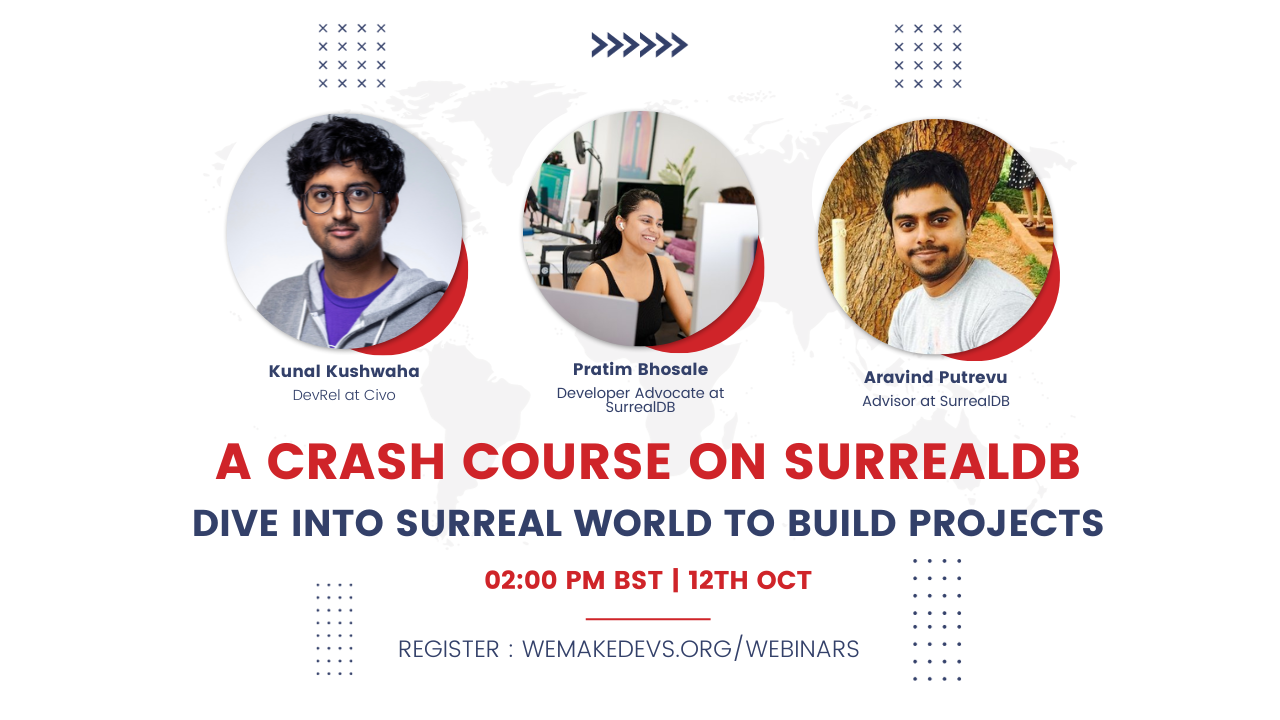 Kunal Kushwaha
DevRel at Civo
Pratim Bhosale
Developer Advocate at
SurrealDB
Aravind Putrevu
Advisor at SurrealDB
A CRASH COURSE ON SURREALDB
DIVE INTO SURREAL WORLD TO BUILD PROJECTS
02:00 PM BST | 12TH OCT
REGISTER : WEMAKEDEVS.ORG/WEBINARS